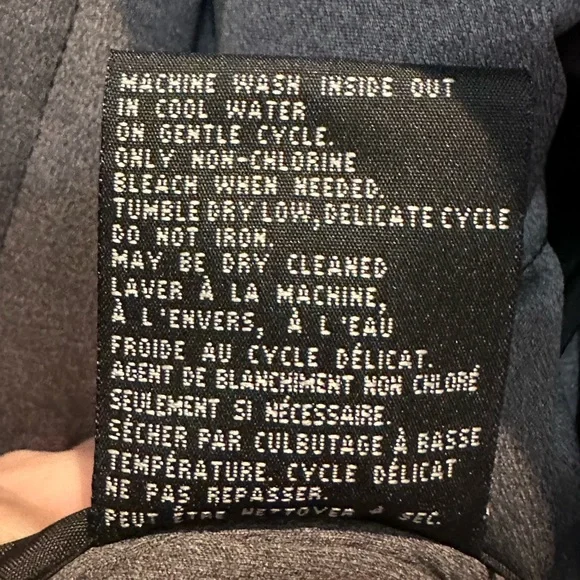 MACHINE WASH INSIDE OUT
IN COOL WATER
ON GENTLE CYCLE.
ONLY NON-CHLORINE
BLEACH WHEN NEEDED.
TUMBLE DRY LOW, DELICATE CYCLE
DO NOT IRON.
MAY BE DRY CLEANED
LAVER À LA MACHINE,
À L'ENVERS, À L'EAU
FROIDE AU CYCLE DÉLICAT.
AGENT DE BLANCHIMENT NON CHLORÉ
SEULEMENT SI NÉCESSAIRE.
SÉCHER PAR CULBUTAGE À BASSE
TEMPÉRATURE. CYCLE DÉLICAT
NE PAS REPASSER.
PEUT ÊTRE NETTOYER À SEC.